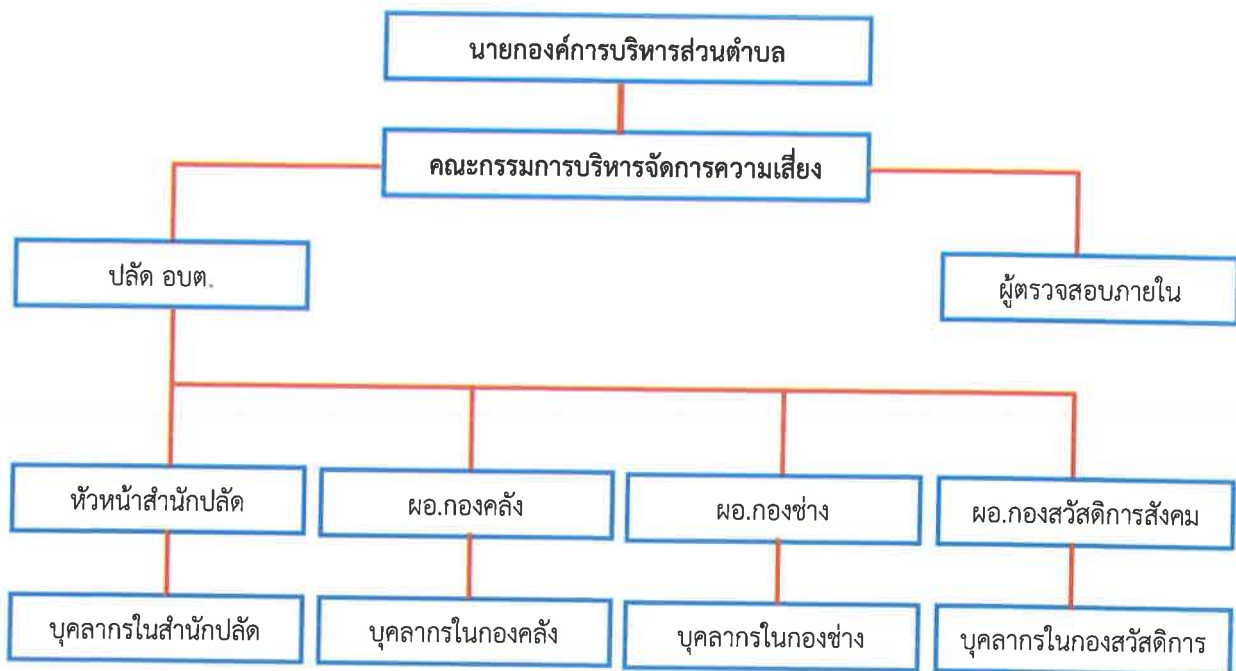 นายกองค์การบริหารส่วนตำบล
คณะกรรมการบริหารจัดการความเสี่ยง
ปลัด อบต.
ผู้ตรวจสอบภายใน
หัวหน้าสำนักปลัด
ผอ.กองคลัง
ผอ.กองช่าง
ผอ.กองสวัสดิการสังคม
บุคลากรในสำนักปลัด
บุคลากรในกองคลัง
บุคลากรในกองช่าง
บุคลากรในกองสวัสดิการ